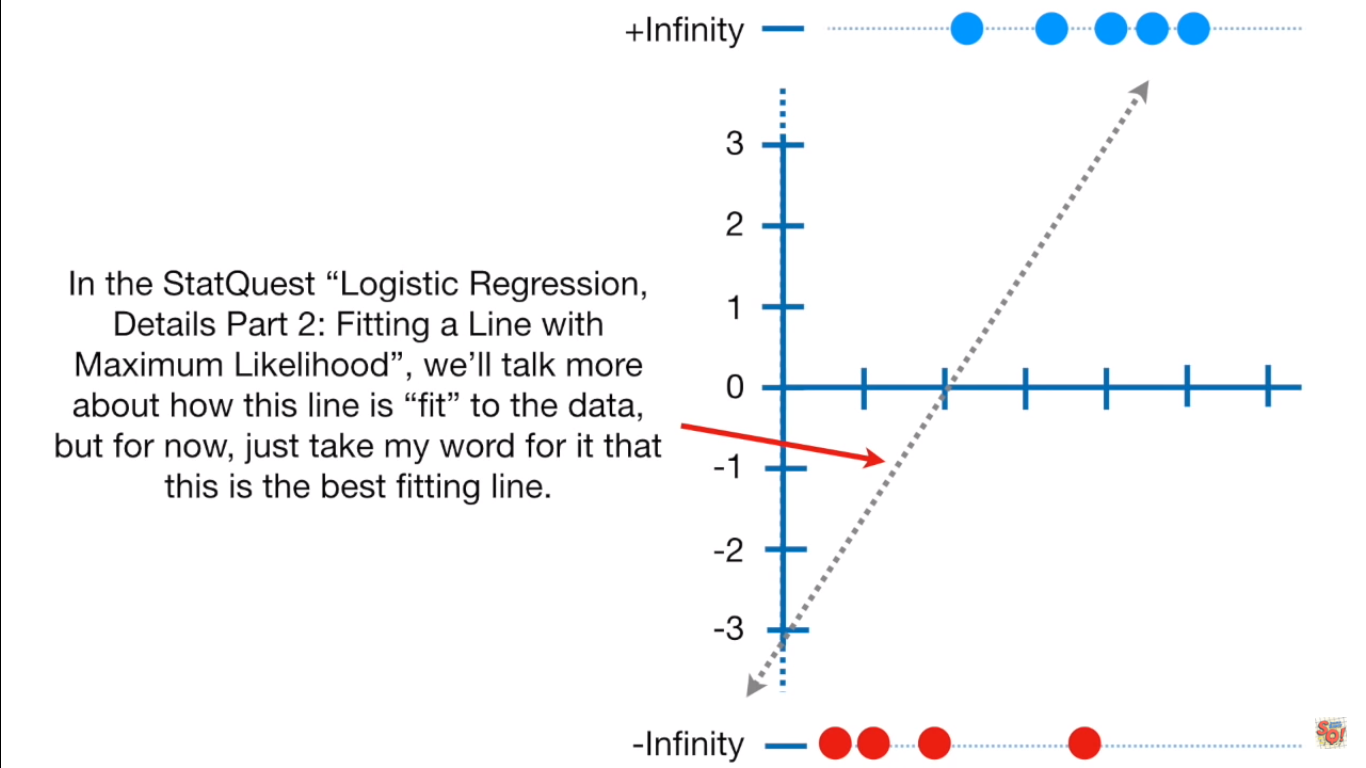 +Infinity
3
2
1
0
-1
-2
-3
-Infinity
In the StatQuest “Logistic Regression,
Details Part 2: Fitting a Line with
Maximum Likelihood”, we’ll talk more
about how this line is “fit” to the data,
but for now, just take my word for it that
this is the best fitting line.